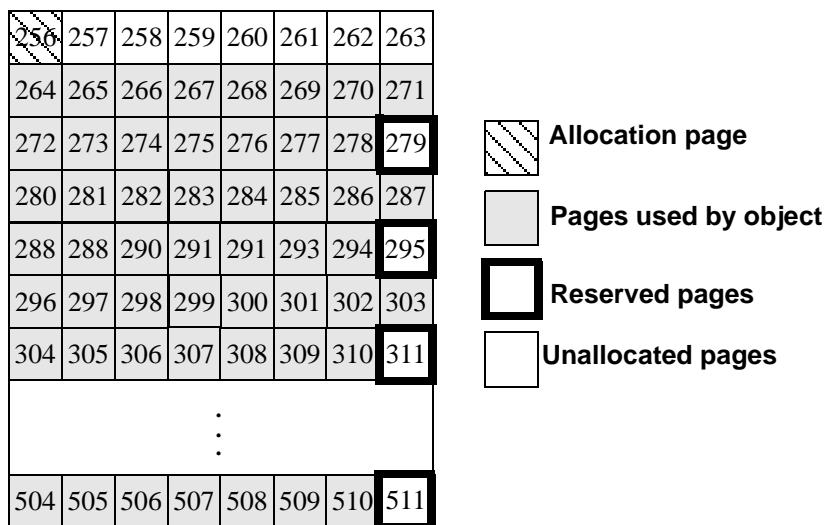 256 257 258 259 260 261 262 263
264 265 266 267 268 269 270 271
272 273 274 275 276 277 278 279
280 281 282 283 284 285 286 287
288 288 290 291 291 293 294 295
296 297 298 299 300 301 302 303
304 305 306 307 308 309 310 311
504 505 506 507 508 509 510 511
Allocation page
Pages used by object
Reserved pages
Unallocated pages